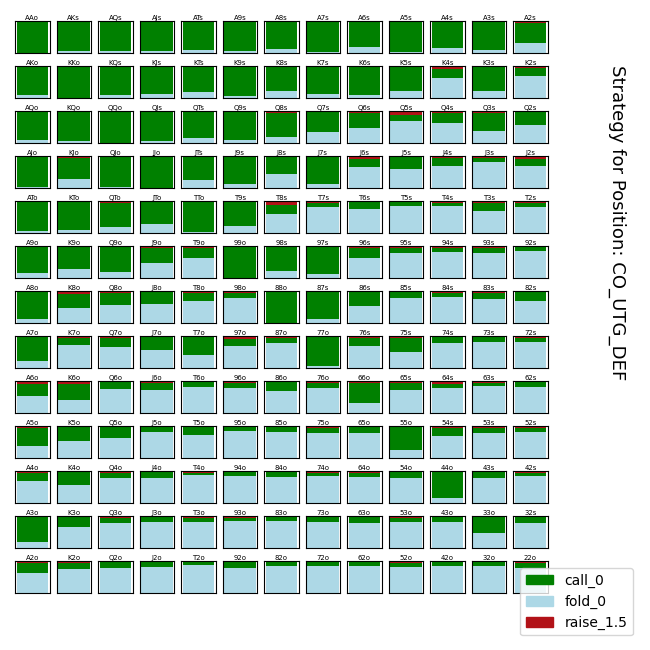 AAo AKs AQs AJs ATs A9s A8s A7s A6s A5s A4s A3s A2s
AKo KKo KQs KJs KTs K9s K8s K7s K6s K5s K4s K3s K2s
AQo KQo QQo QJs QTs Q9s Q8s Q7s Q6s Q5s Q4s Q3s Q2s
AJo KJo QJo JJo JTs J9s J8s J7s J6s J5s J4s J3s J2s
ATo KTo QTo JTo TTo T9s T8s T7s T6s T5s T4s T3s T2s
A9o K9o Q9o J9o T9o 99o 98s 97s 96s 95s 94s 93s 92s
A8o K8o Q8o J8o T8o 98o 88o 87s 86s 85s 84s 83s 82s
A7o K7o Q7o J7o T7o 97o 87o 77o 76s 75s 74s 73s 72s
A6o K6o Q6o J6o T6o 96o 86o 76o 66o 65s 64s 63s 62s
A5o K5o Q5o J5o T5o 95o 85o 75o 65o 55o 54s 53s 52s
A4o K4o Q4o J4o T4o 94o 84o 74o 64o 54o 44o 43s 42s
A3o K3o Q3o J3o T3o 93o 83o 73o 63o 53o 43o 33o 32s
A2o K2o Q2o J2o T2o 92o 82o 72o 62o 52o 42o 32o 22o
Strategy for Position: CO_UTG_DEF
call_0
fold_0
raise_1.5